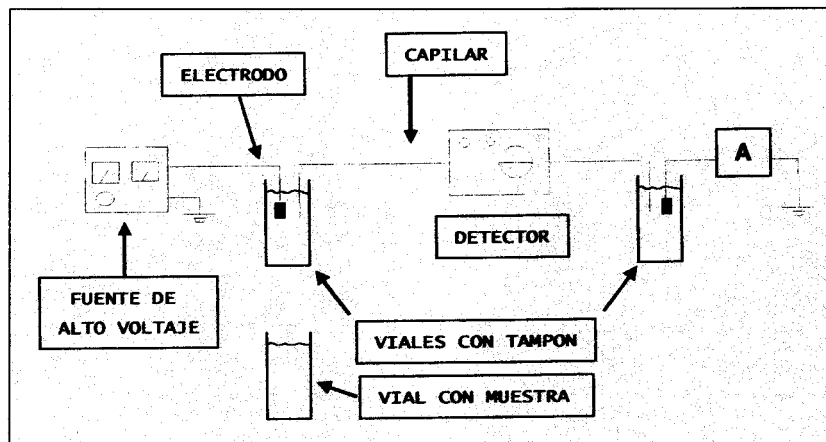 CAPILAR
ELECTRODO
A
DETECTOR
FUENTE DE
ALTO VOLTAJE
VIALES CON TAMPON
VIAL CON MUESTRA